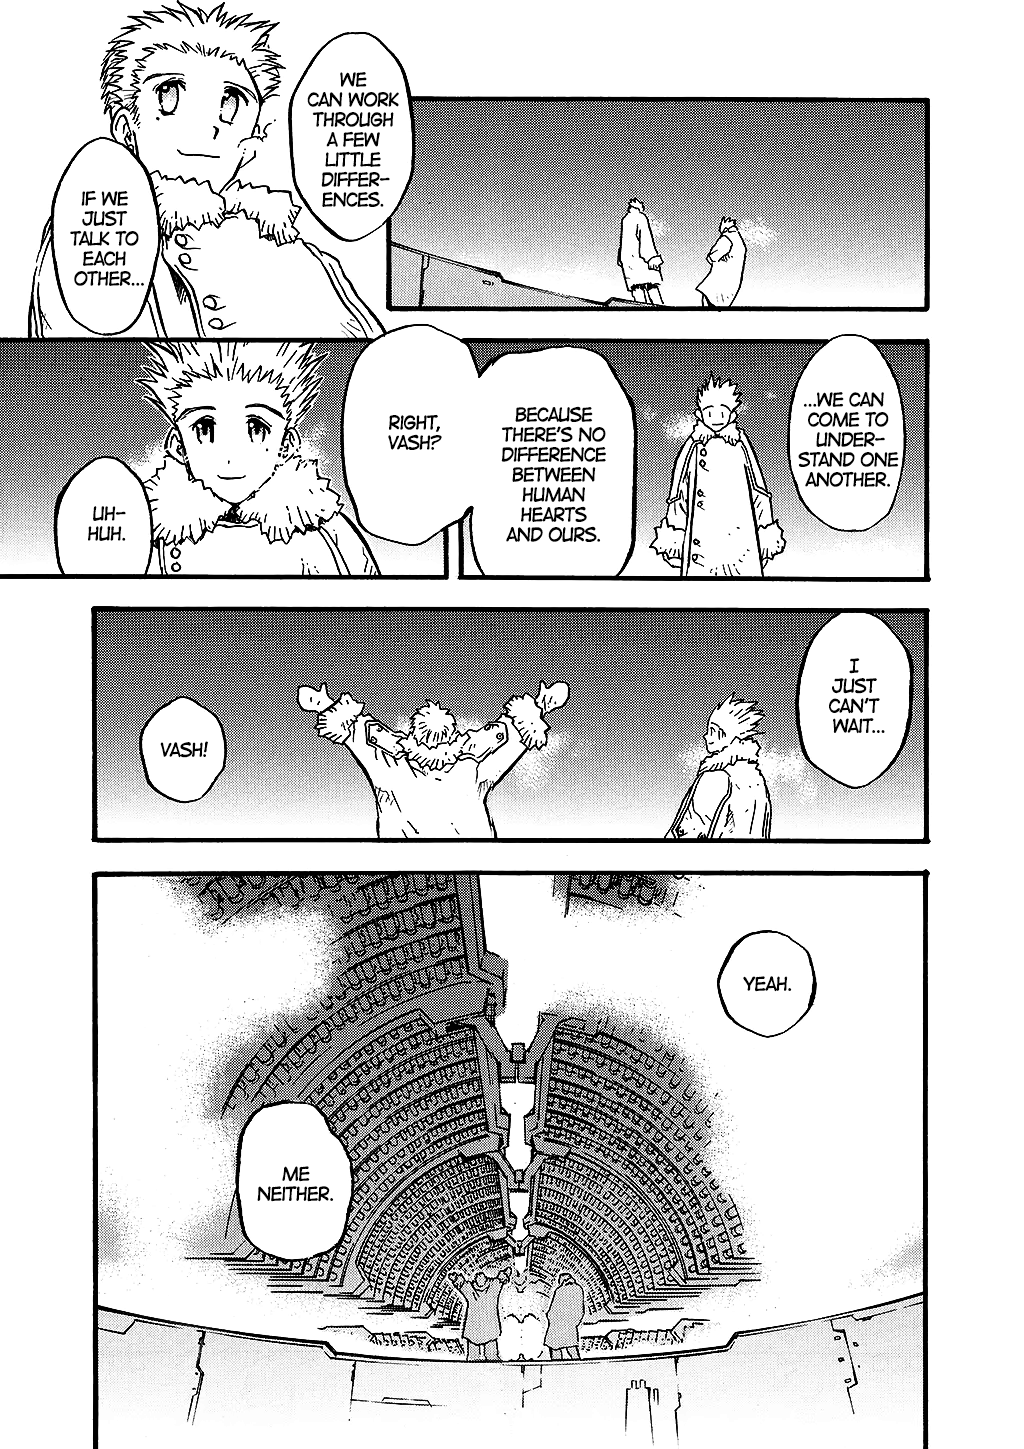 WE
CAN WORK
THROUGH
A FEW
LITTLE
DIFFER-
ENCES.
IF WE
JUST
TALK TO
EACH
OTHER...
...WE CAN
COME TO
UNDER-
STAND ONE
ANOTHER.
BECAUSE
THERE'S NO
DIFFERENCE
BETWEEN
HUMAN
HEARTS
AND OURS.
RIGHT,
VASH?
UH-
HUH.
I
JUST
CAN'T
WAIT...
VASH!
YEAH.
ME
NEITHER.